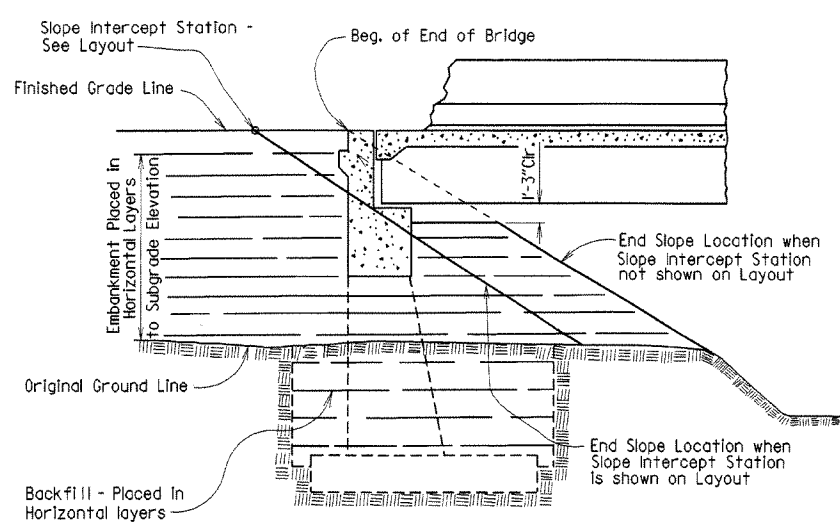 Slope Intercept Station -
See Layout
Beg. of End of Bridge
Finished Grade Line
1'-3"Clr.
Embankment Placed in
Horizontal Layers
to Subgrade Elevation
End Slope Location when
Slope Intercept Station
not shown on Layout
Original Ground Line
End Slope Location when
Slope Intercept Station
is shown on Layout
Backfill - Placed in
Horizontal layers